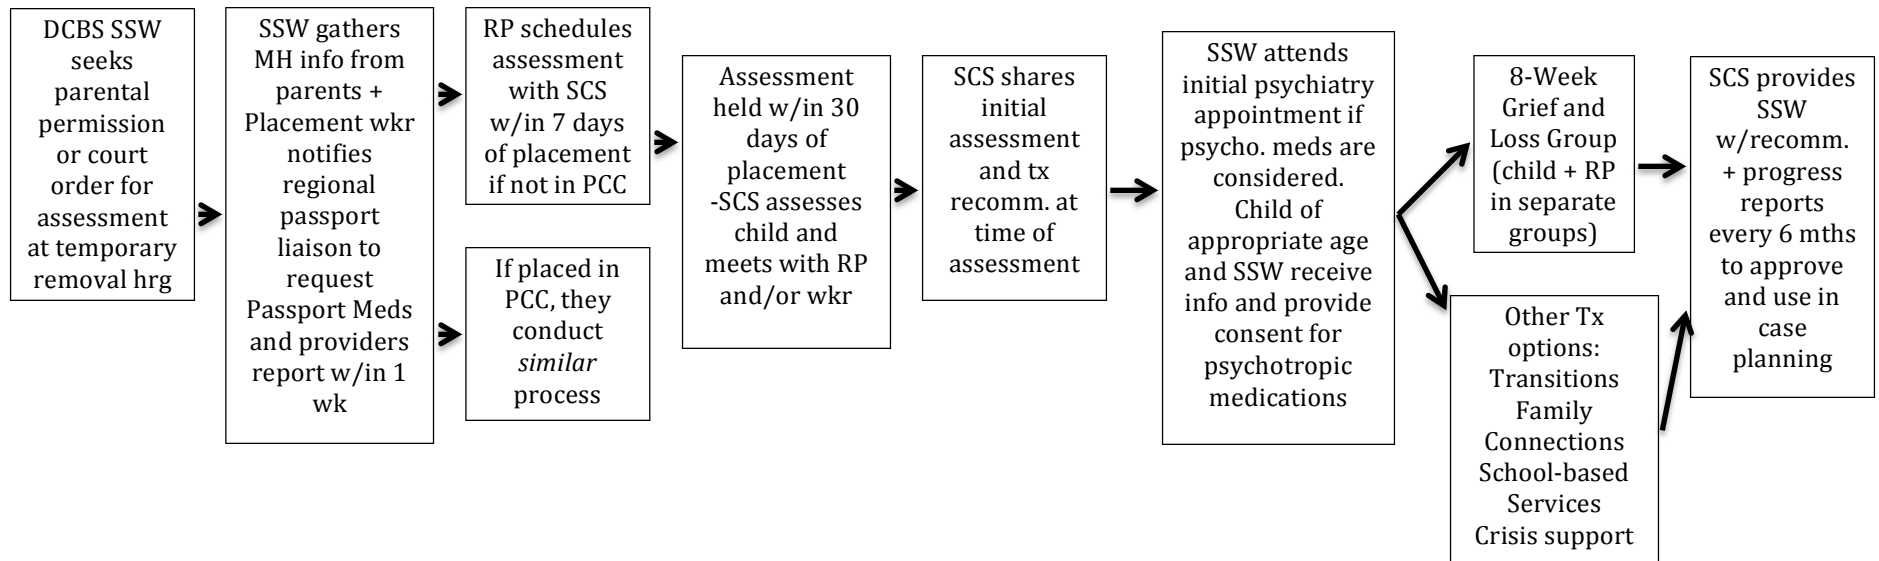 DCBS SSW
seeks
parental
permission
or court
order for
assessment
at temporary
removal hrg
SSW gathers
MH info from
parents +
Placement wkr
notifies
regional
passport
liaison to
request
Passport Meds
and providers
report w/in 1
wk
RP schedules
assessment
with SCS
w/in 7 days
of placement
if not in PCC
If placed in
PCC, they
conduct
similar
process
Assessment
held w/in 30
days of
placement
-SCS assesses
child and
meets with RP
and/or wkr
SCS shares
initial
assessment
and tx
recomm. at
time of
assessment
SSW attends
initial psychiatry
appointment if
psycho. meds are
considered.
Child of
appropriate age
and SSW receive
info and provide
consent for
psychotropic
medications
8-Week
Grief and
Loss Group
(child + RP
in separate
groups)
Other Tx
options:
Transitions
Family
Connections
School-based
Services
Crisis support
SCS provides
SSW
w/recomm.
+ progress
reports
every 6 mths
to approve
and use in
case
planning